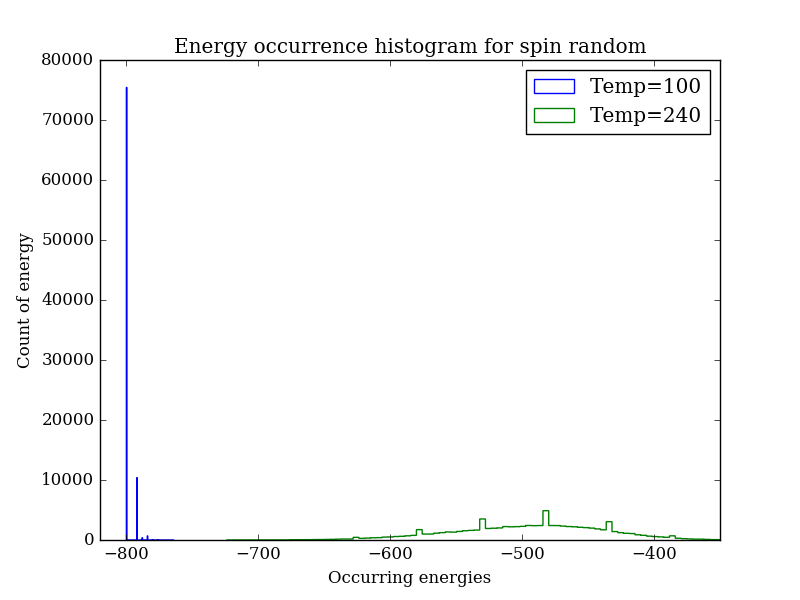 Energy occurrence histogram for spin random
80000
70000
60000
50000
40000
30000
20000
10000
0
Count of energy
Temp=100
Temp=240
−800
−700
−600
−500
−400
Occurring energies